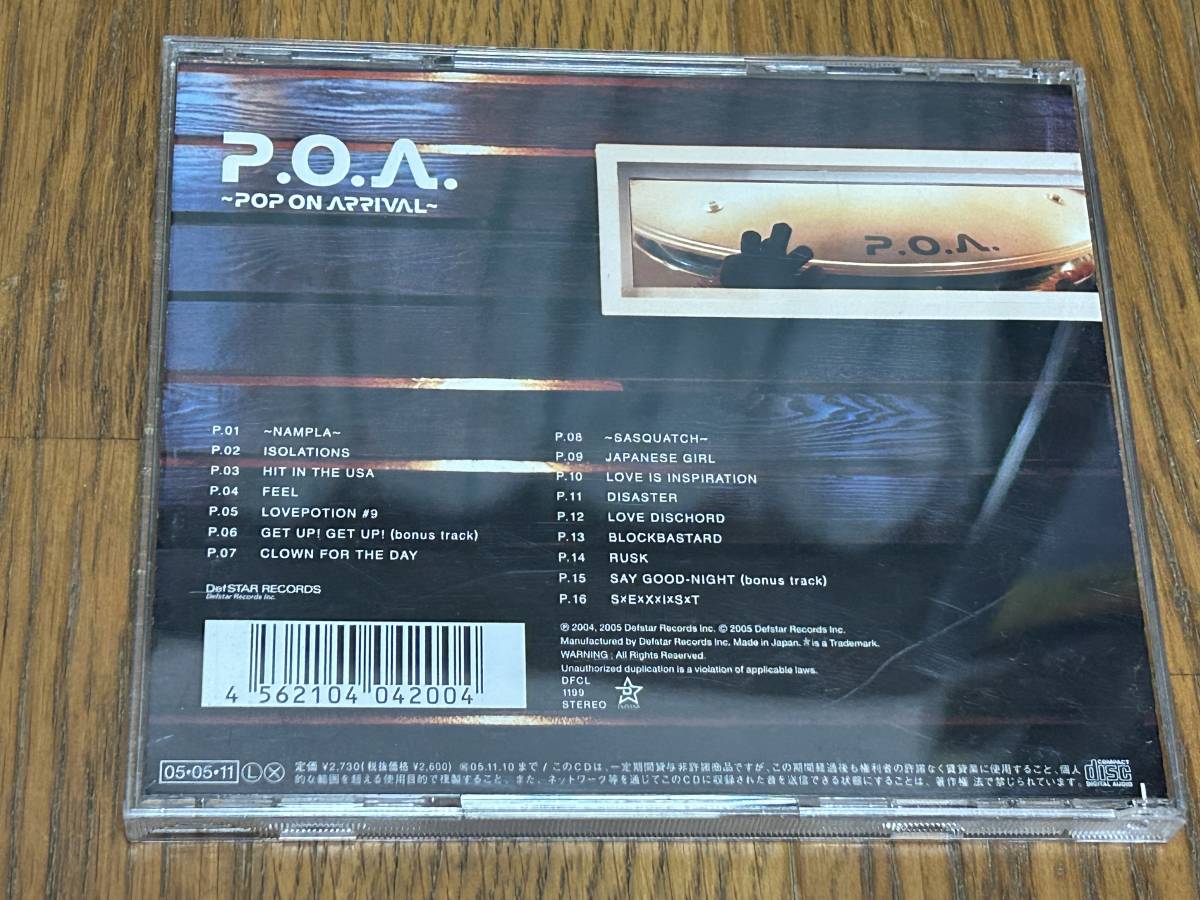 P.O.A.
~POP ON ARRIVAL~
P.O.A.
P.01 ~NAMPLA~
P.02 ISOLATIONS
P.03 HIT IN THE USA
P.04 FEEL
P.05 LOVEPOTION #9
P.06 GET UP! GET UP! (bonus track)
P.07 CLOWN FOR THE DAY
P.08 ~SASQUATCH~
P.09 JAPANESE GIRL
P.10 LOVE IS INSPIRATION
P.11 DISASTER
P.12 LOVE DISCHORD
P.13 BLOCKBASTARD
P.14 RUSK
P.15 SAY GOOD-NIGHT (bonus track)
P.16 S×E×X×I×S×T
DefSTAR RECORDS
Defstar Records Inc.
4 562104 042004
℗ 2004, 2005 Defstar Records Inc. © 2005 Defstar Records Inc.
Manufactured by Defstar Records Inc. Made in Japan. ☆ is a Trademark.
WARNING : All Rights Reserved.
Unauthorized duplication is a violation of applicable laws.
DFCL
1199
STEREO
05・05・11 Ⓛ ⓧ 定価 ¥2,730(税抜価格 ¥2,600) 05.11.10 まで / このCDは、一定期間貸与非許諾商品ですが、この期間経過後も権利者の許諾なく賃貸業に使用すること、個人
的な範囲を超える使用目的で複製すること、また、ネットワーク等を通じてこのCDに収録された音を送信できる状態にすることは、著作権法で禁じられています。
COMPACT
disc
DIGITAL AUDIO